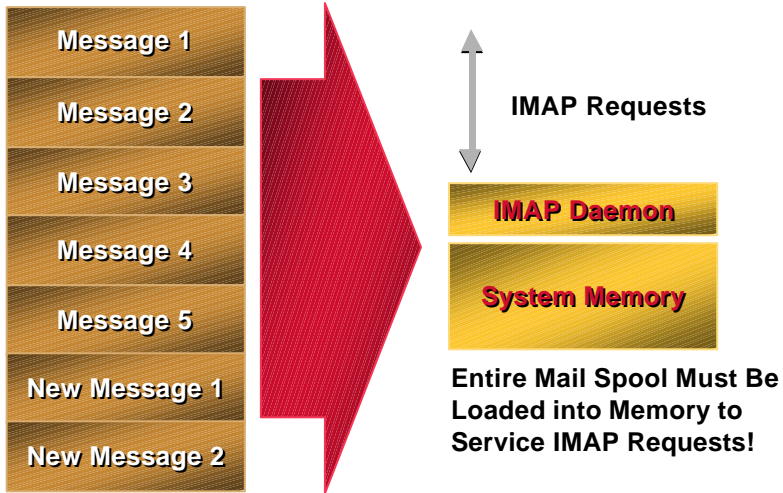 Message 1
Message 2
Message 3
Message 4
Message 5
New Message 1
New Message 2
IMAP Requests
IMAP Daemon
System Memory
Entire Mail Spool Must Be
Loaded into Memory to
Service IMAP Requests!